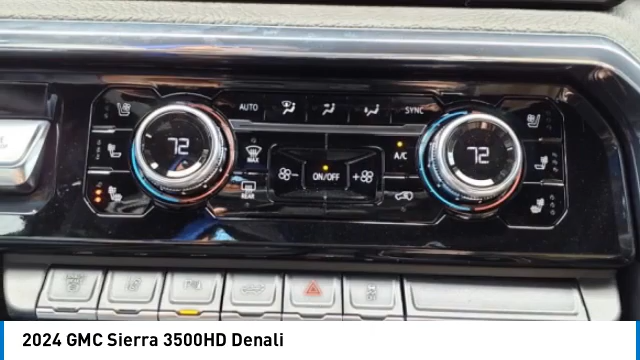 AUTO
SYNC
72
MAX
A/C
72
ON/OFF
REAR
2024 GMC Sierra 3500HD Denali